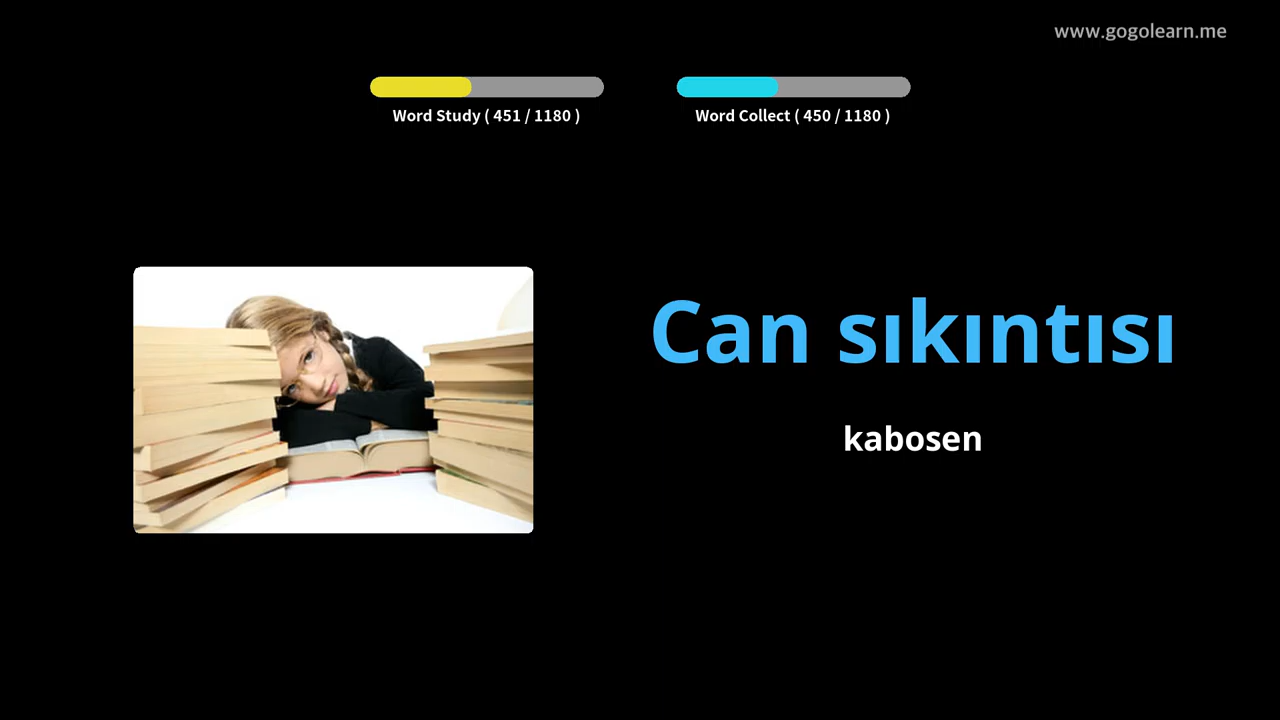 www.gogolearn.me
Word Study ( 451 / 1180 )
Word Collect ( 450 / 1180 )
Can sıkıntısı
kabosen